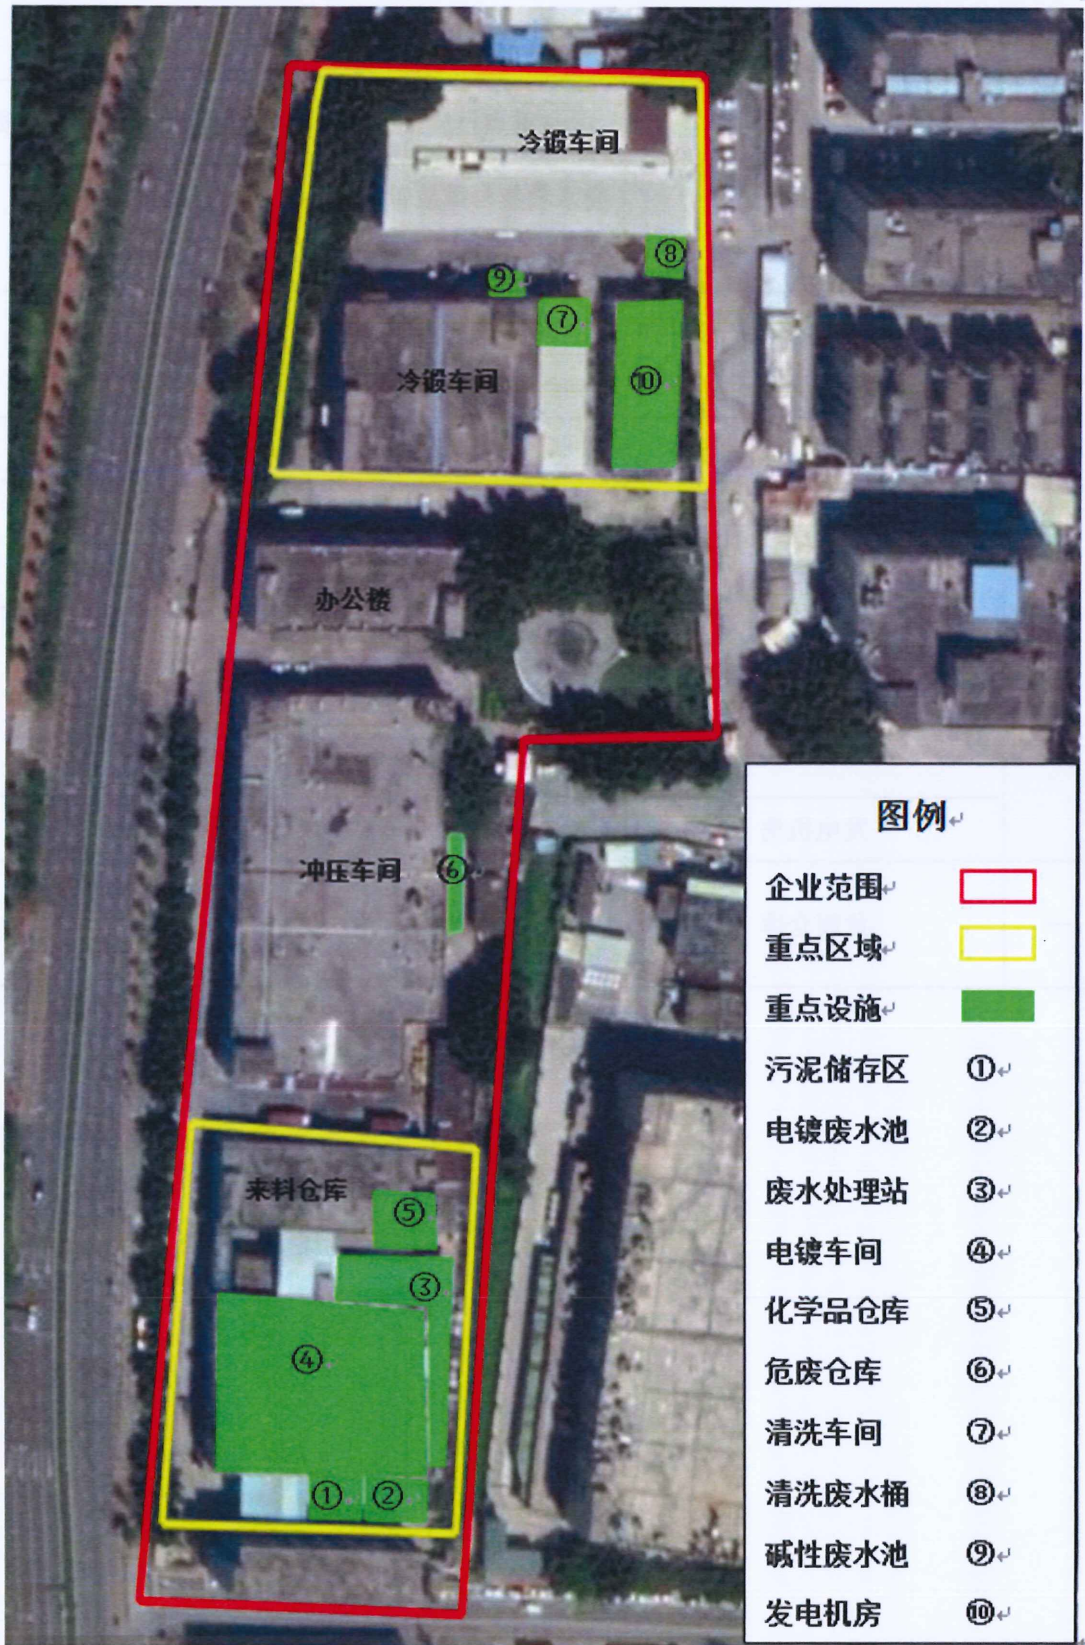 冷锻车间
⑧
⑨
⑦
冷锻车间
⑩
办公楼
冲压车间
⑥
来料仓库
⑤
③
④
①
②
图例
企业范围
重点区域
重点设施
污泥储存区 ①
电镀废水池 ②
废水处理站 ③
电镀车间 ④
化学品仓库 ⑤
危废仓库 ⑥
清洗车间 ⑦
清洗废水桶 ⑧
碱性废水池 ⑨
发电机房 ⑩